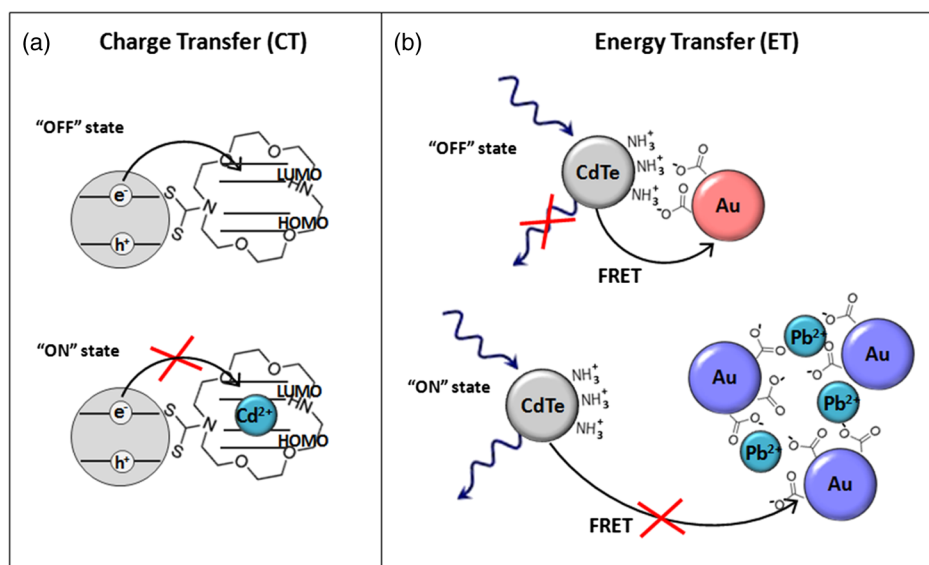 (a) Charge Transfer (CT)
"OFF" state
e⁻
h⁺
S
S
N
O
O
O
O
HN
LUMO
HOMO
"ON" state
e⁻
h⁺
S
S
N
O
O
O
O
HN
LUMO
HOMO
Cd²⁺
(b) Energy Transfer (ET)
"OFF" state
CdTe
NH₃⁺
NH₃⁺
NH₃⁺
O
⁻O
O
⁻O
Au
FRET
"ON" state
CdTe
NH₃⁺
NH₃⁺
NH₃⁺
FRET
Au
Au
Au
Pb²⁺
Pb²⁺
Pb²⁺